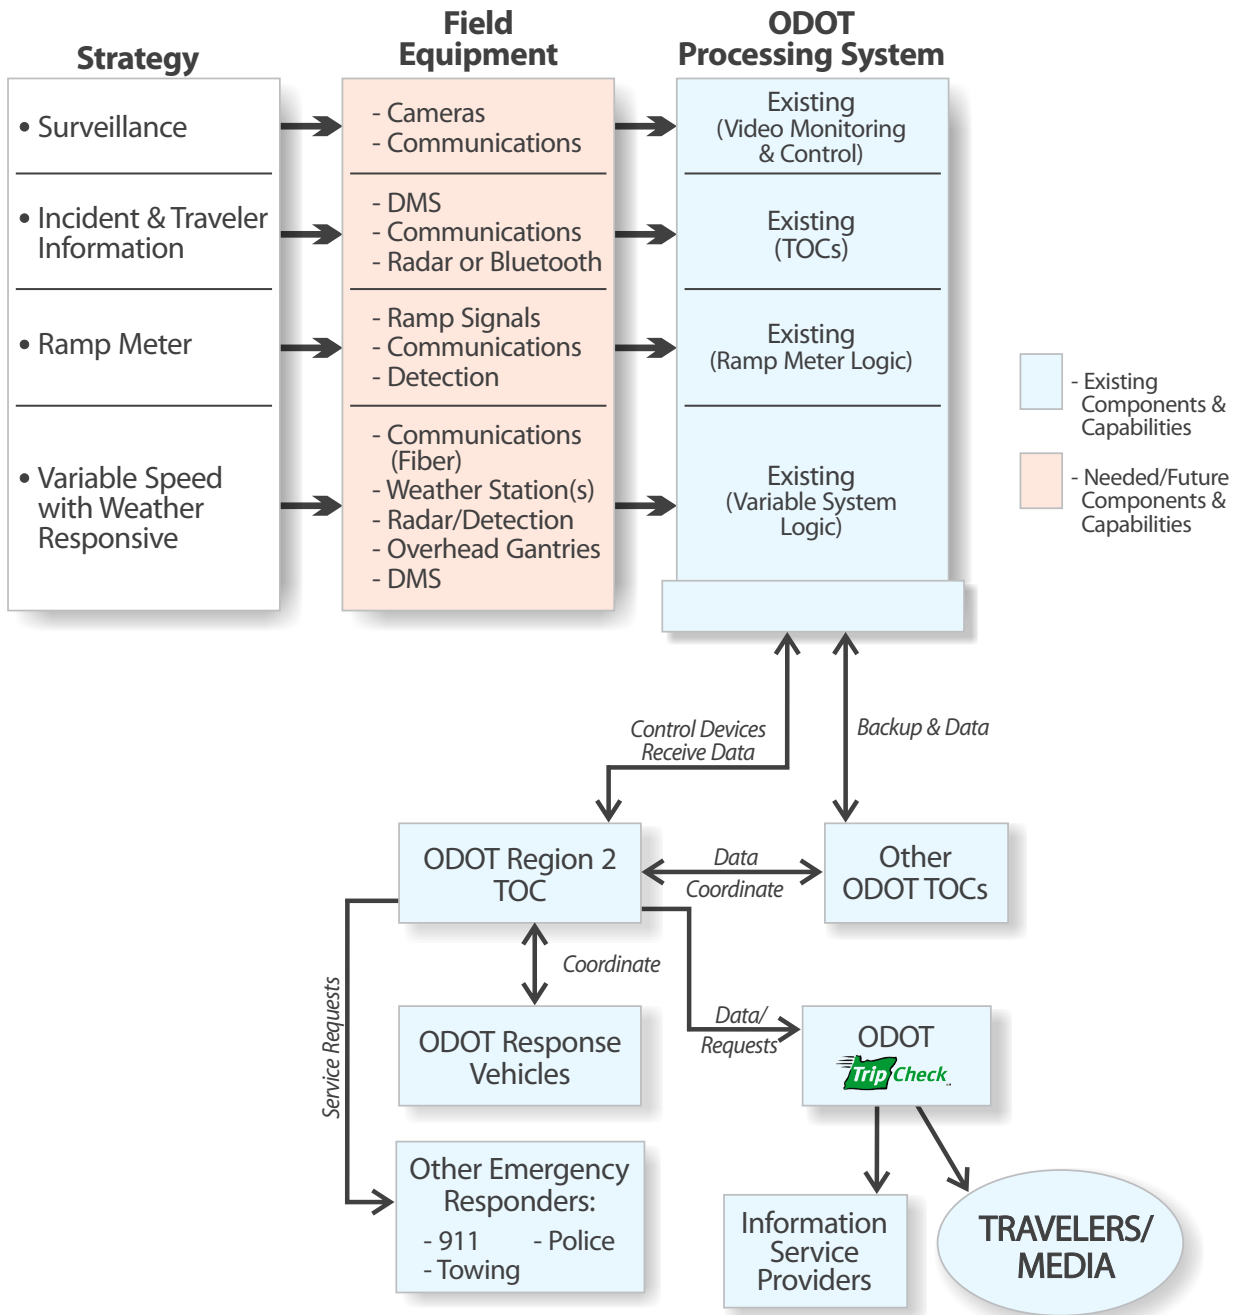 Strategy
• Surveillance
• Incident & Traveler
Information
• Ramp Meter
• Variable Speed
with Weather
Responsive
Field
Equipment
- Cameras
- Communications
- DMS
- Communications
- Radar or Bluetooth
- Ramp Signals
- Communications
- Detection
- Communications
(Fiber)
- Weather Station(s)
- Radar/Detection
- Overhead Gantries
- DMS
ODOT
Processing System
Existing
(Video Monitoring
& Control)
Existing
(TOCs)
Existing
(Ramp Meter Logic)
Existing
(Variable System
Logic)
- Existing
Components &
Capabilities
- Needed/Future
Components &
Capabilities
Control Devices
Receive Data
Backup & Data
ODOT Region 2
TOC
Data
Coordinate
Other
ODOT TOCs
Service Requests
Coordinate
Data/
Requests
ODOT Response
Vehicles
ODOT
Trip Check
Other Emergency
Responders:
- 911 - Police
- Towing
Information
Service
Providers
TRAVELERS/
MEDIA